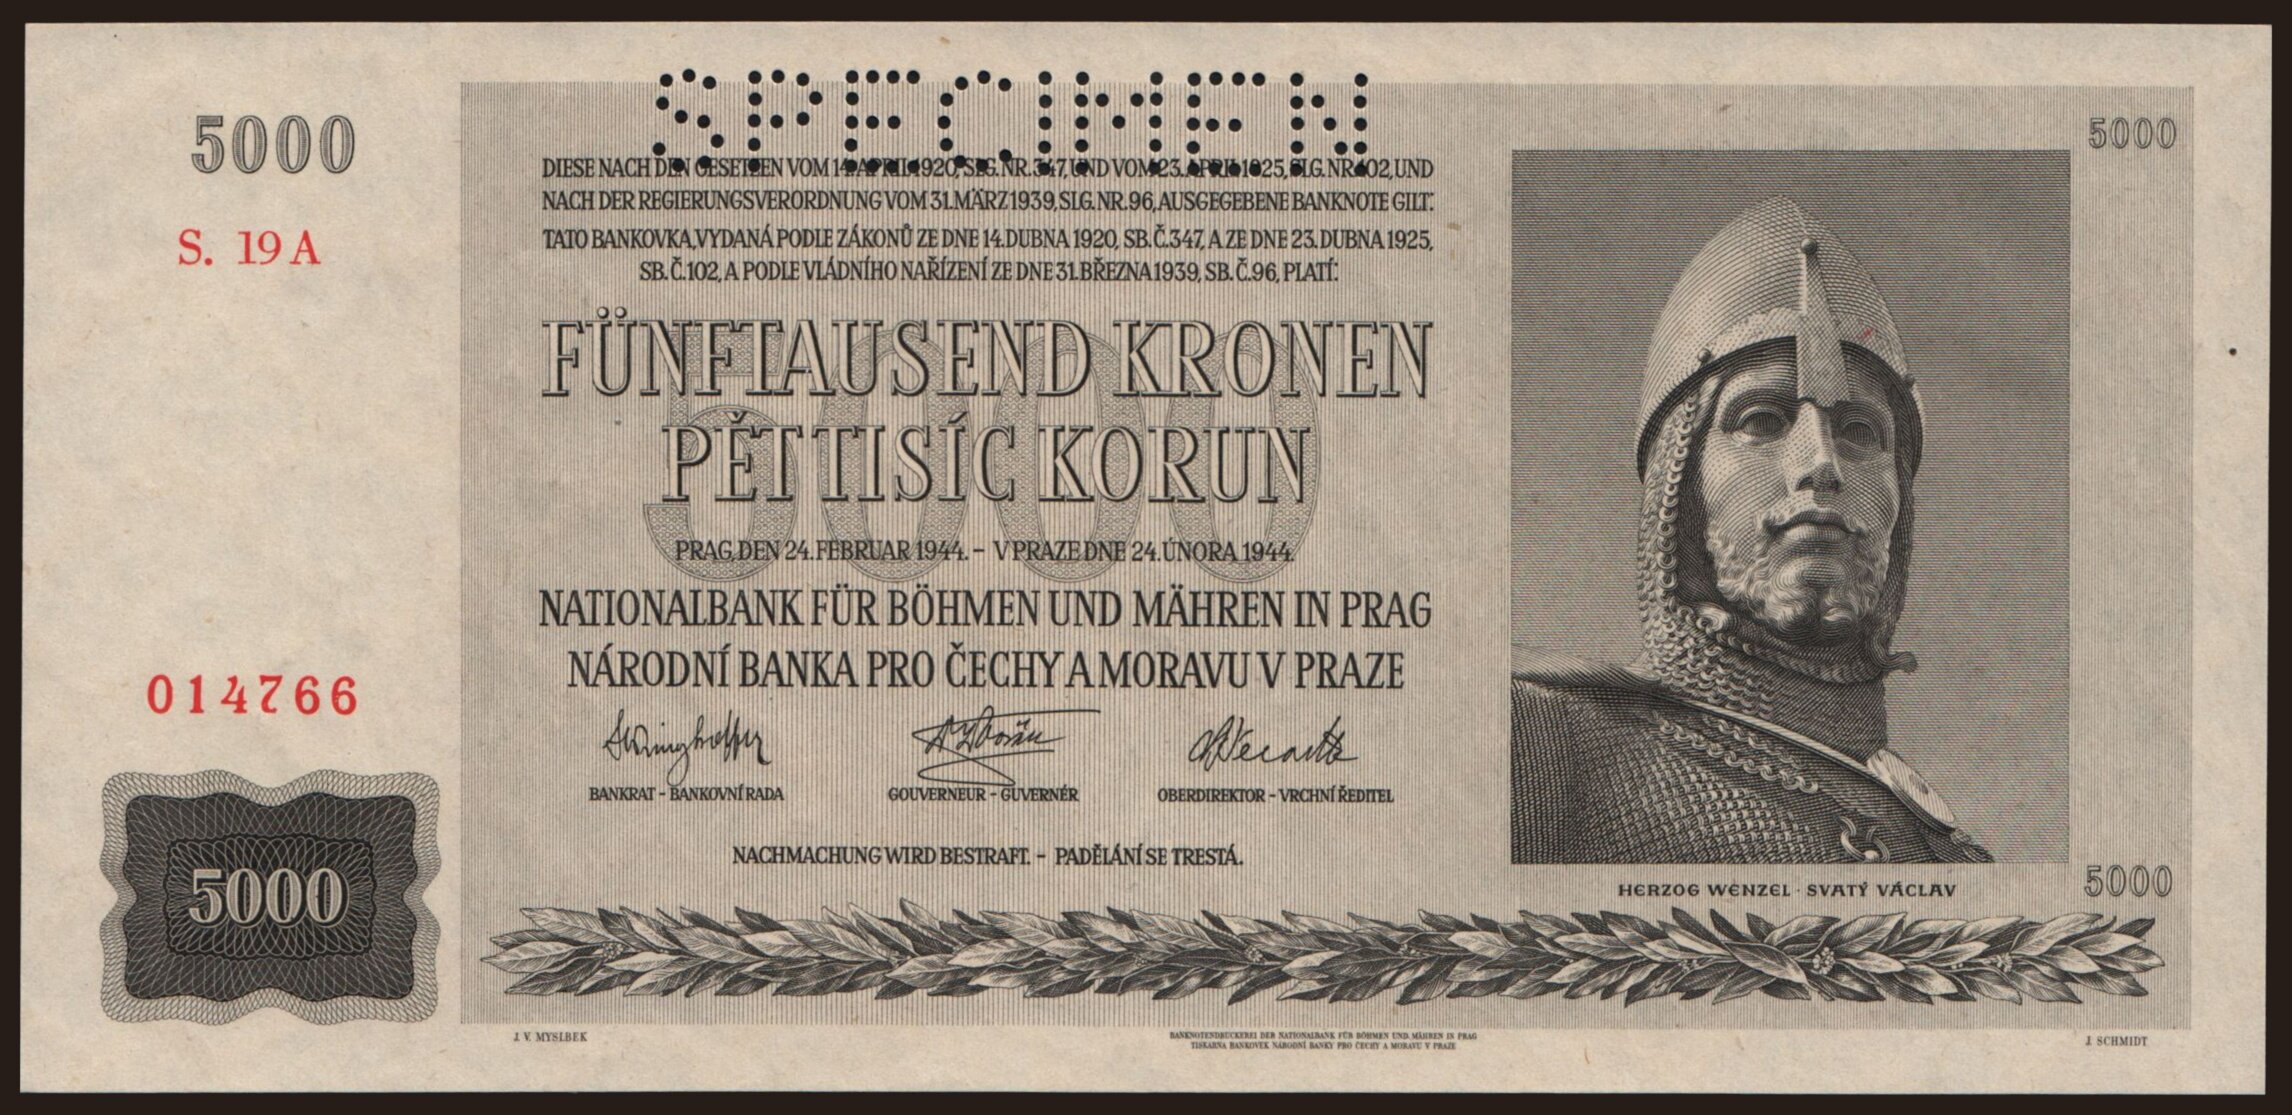 SPECIMEN
5000
5000
S. 19 A
DIESE NACH DEN GESETZEN VOM 14. APRIL 1920, SLG. NR. 347, UND VOM 23. APRIL 1925, SLG. NR. 102, UND
NACH DER REGIERUNGSVERORDNUNG VOM 31. MÄRZ 1939, SLG. NR. 96, AUSGEGEBENE BANKNOTE GILT:
TATO BANKOVKA, VYDANÁ PODLE ZÁKONŮ ZE DNE 14. DUBNA 1920, SB. Č. 347, A ZE DNE 23. DUBNA 1925,
SB. Č. 102, A PODLE VLÁDNÍHO NAŘÍZENÍ ZE DNE 31. BŘEZNA 1939, SB. Č. 96, PLATÍ:
5000
FÜNFTAUSEND KRONEN
PĚT TISÍC KORUN
PRAG, DEN 24. FEBRUAR 1944. - V PRAZE DNE 24. ÚNORA 1944.
NATIONALBANK FÜR BÖHMEN UND MÄHREN IN PRAG
NÁRODNÍ BANKA PRO ČECHY A MORAVU V PRAZE
014766
BANKRAT - BANKOVNÍ RADA
GOUVERNEUR - GUVERNÉR
OBERDIREKTOR - VRCHNÍ ŘEDITEL
NACHMACHUNG WIRD BESTRAFT. - PADĚLÁNÍ SE TRESTÁ.
5000
HERZOG WENZEL · SVATÝ VÁCLAV
5000
J. V. MYSLBEK
BANKNOTENDRUCKEREI DER NATIONALBANK FÜR BÖHMEN UND MÄHREN IN PRAG
TISKÁRNA BANKOVEK NÁRODNÍ BANKY PRO ČECHY A MORAVU V PRAZE
J. SCHMIDT